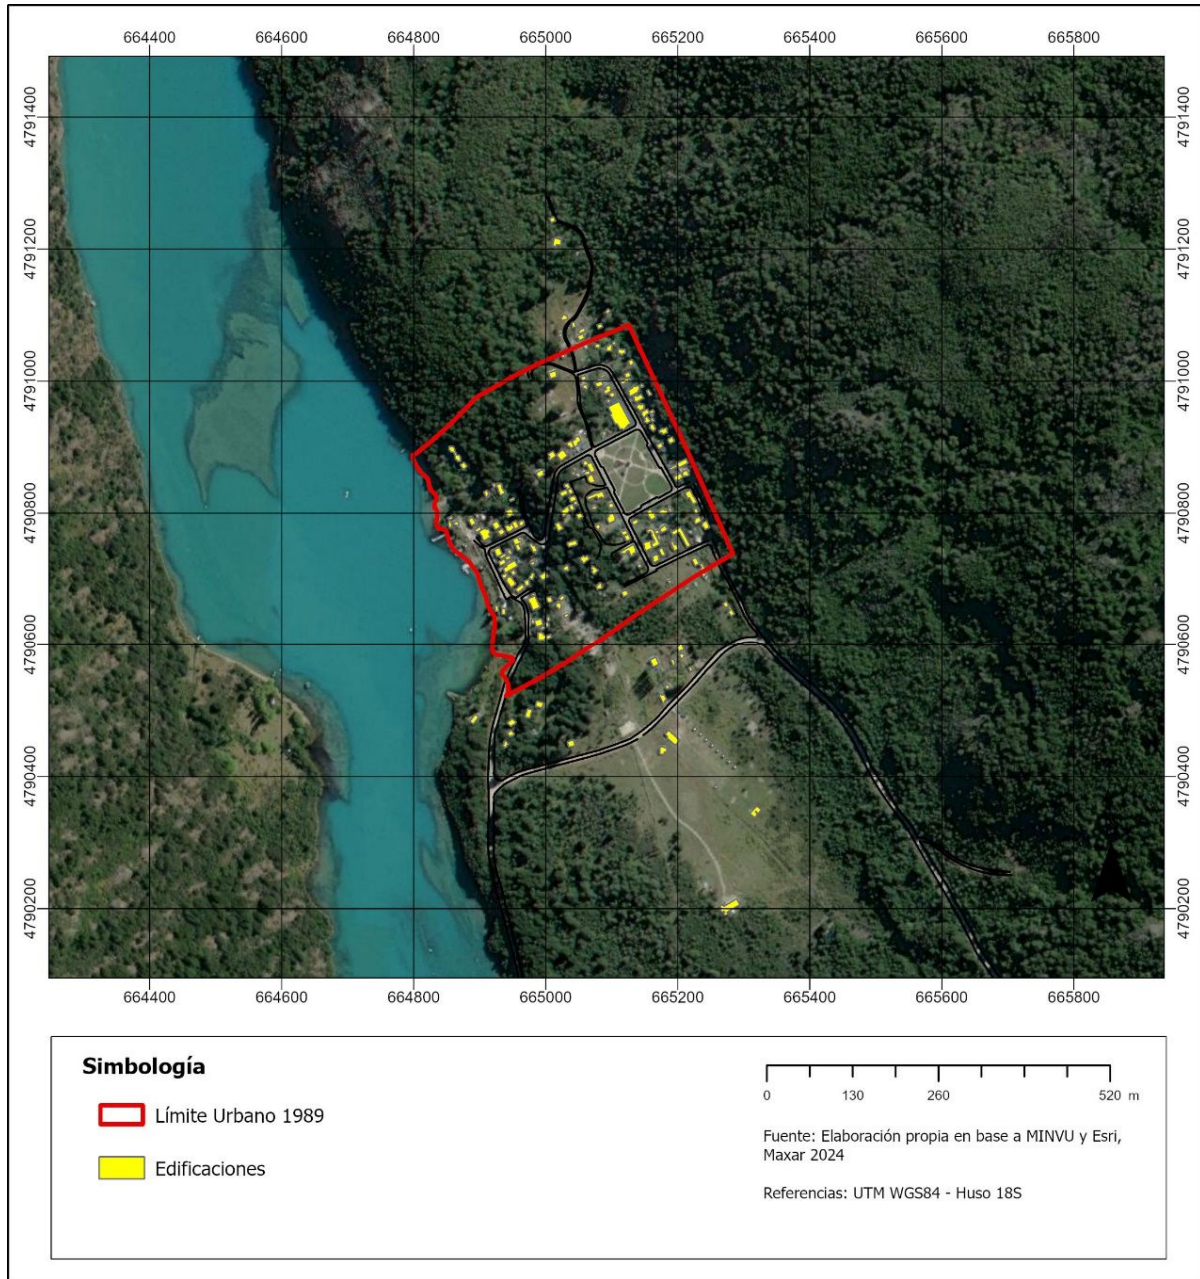 664400 664600 664800 665000 665200 665400 665600 665800
4791400 4791400
4791200 4791200
4791000 4791000
4790800 4790800
4790600 4790600
4790400 4790400
4790200 4790200
664400 664600 664800 665000 665200 665400 665600 665800
Simbología
Límite Urbano 1989
Edificaciones
0 130 260 520 m
Fuente: Elaboración propia en base a MINVU y Esri,
Maxar 2024
Referencias: UTM WGS84 - Huso 18S